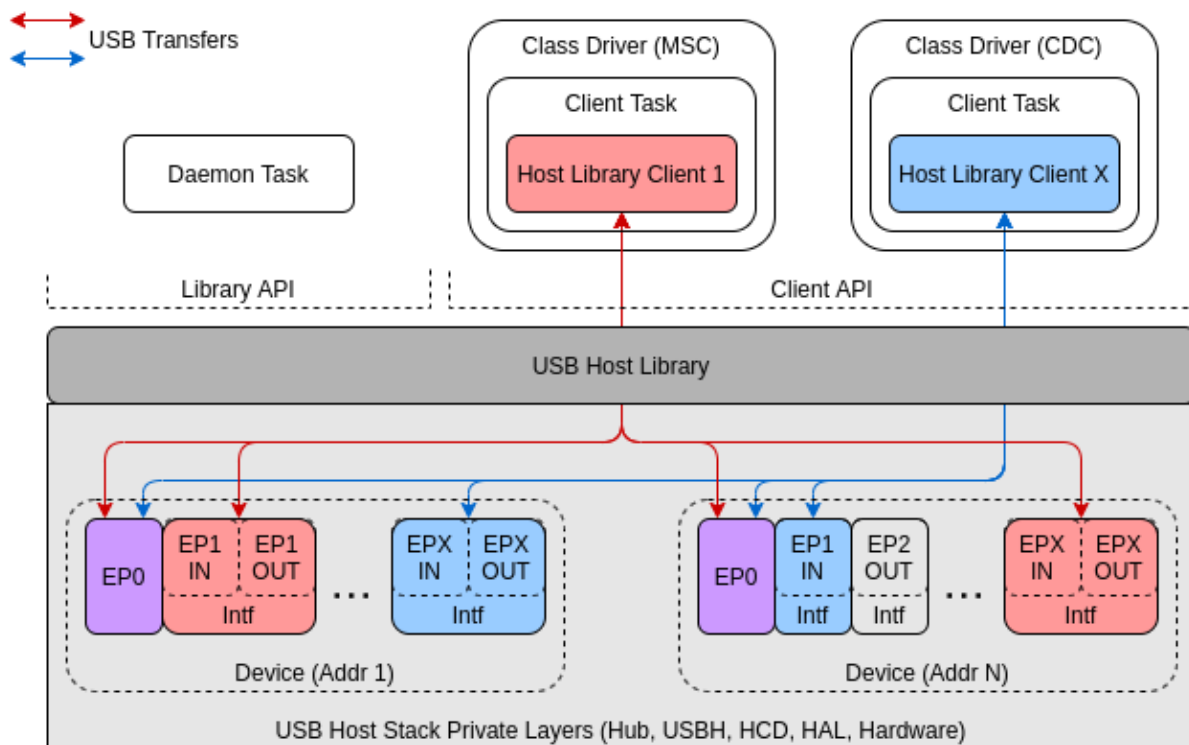 USB Transfers
Class Driver (MSC)
Class Driver (CDC)
Client Task
Client Task
Daemon Task
Host Library Client 1
Host Library Client X
Library API
Client API
USB Host Library
EP0
EP1
IN
EP1
OUT
Intf
...
EPX
IN
EPX
OUT
Intf
Device (Addr 1)
EP0
EP1
IN
Intf
EP2
OUT
Intf
...
EPX
IN
EPX
OUT
Intf
Device (Addr N)
USB Host Stack Private Layers (Hub, USBH, HCD, HAL, Hardware)